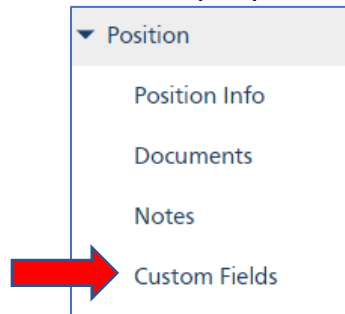 Position
Position Info
Documents
Notes
Custom Fields